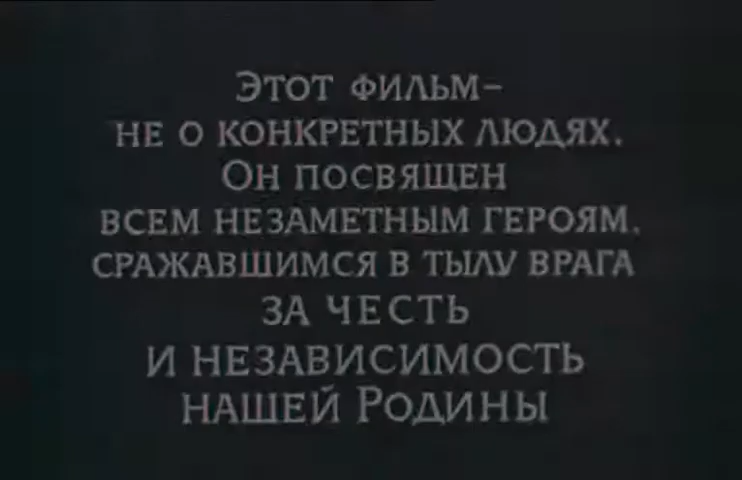 Этот фильм–
не о конкретных людях.
Он посвящен
всем незаметным героям,
сражавшимся в тылу врага
за честь
и независимость
нашей Родины